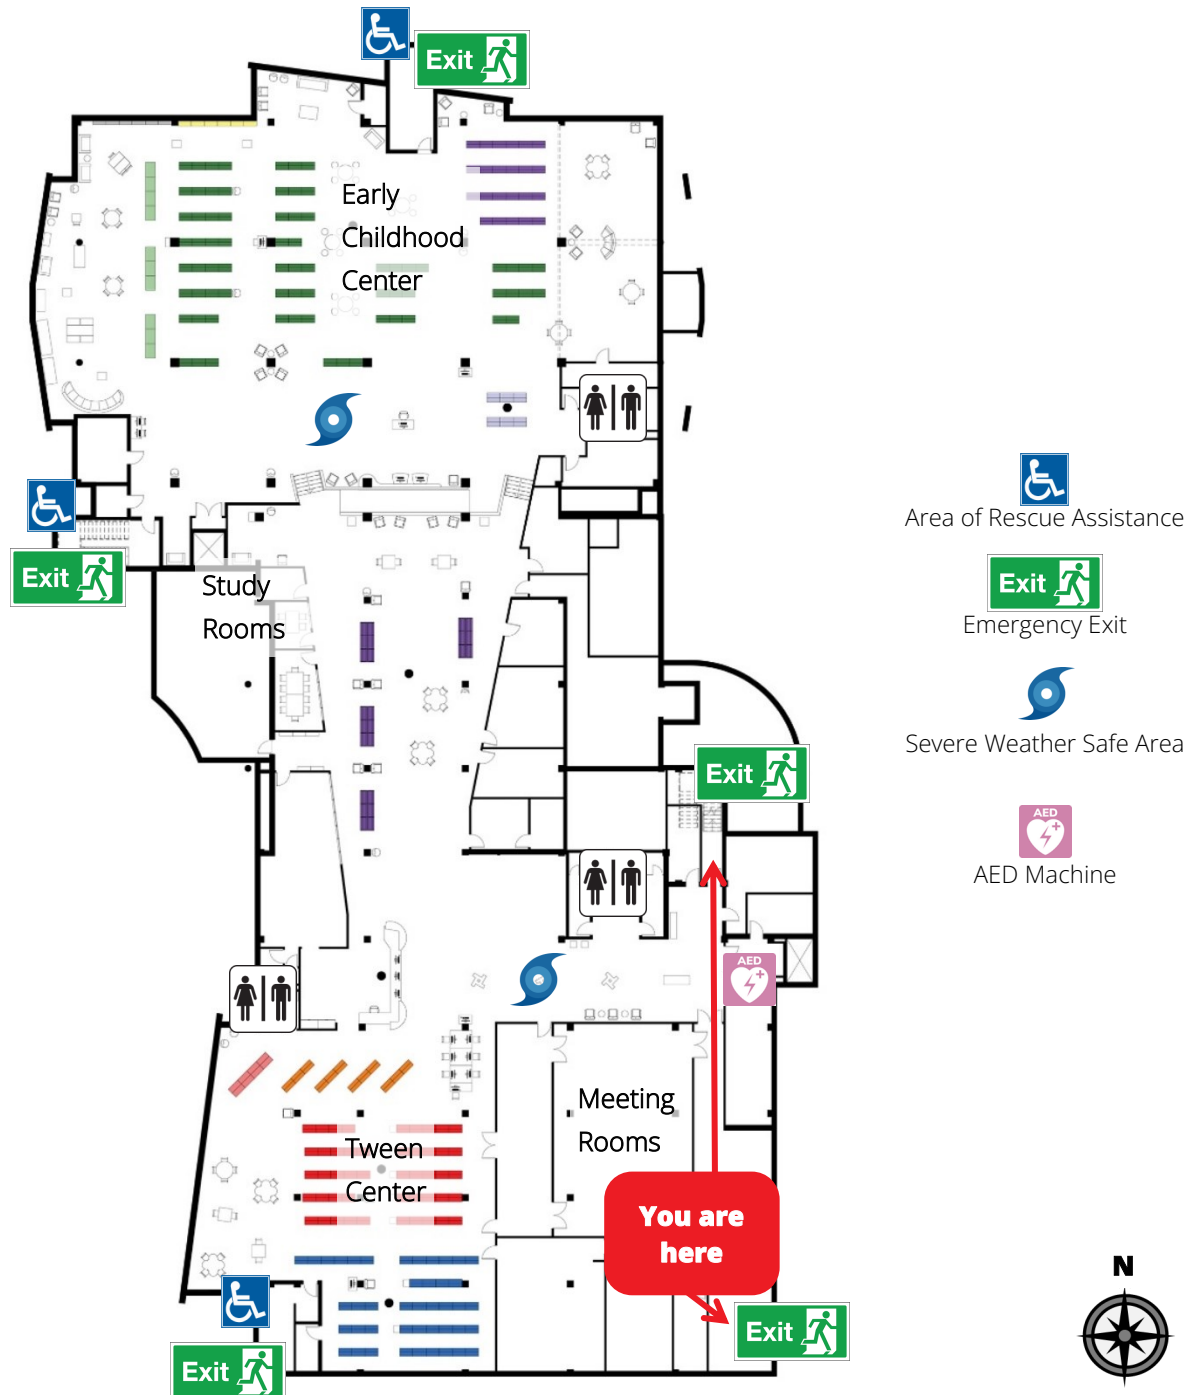 Exit
Early
Childhood
Center
Exit
Study
Rooms
Area of Rescue Assistance
Exit
Emergency Exit
Severe Weather Safe Area
Exit
AED
AED Machine
AED
Meeting
Rooms
Tween
Center
You are
here
N
Exit
Exit